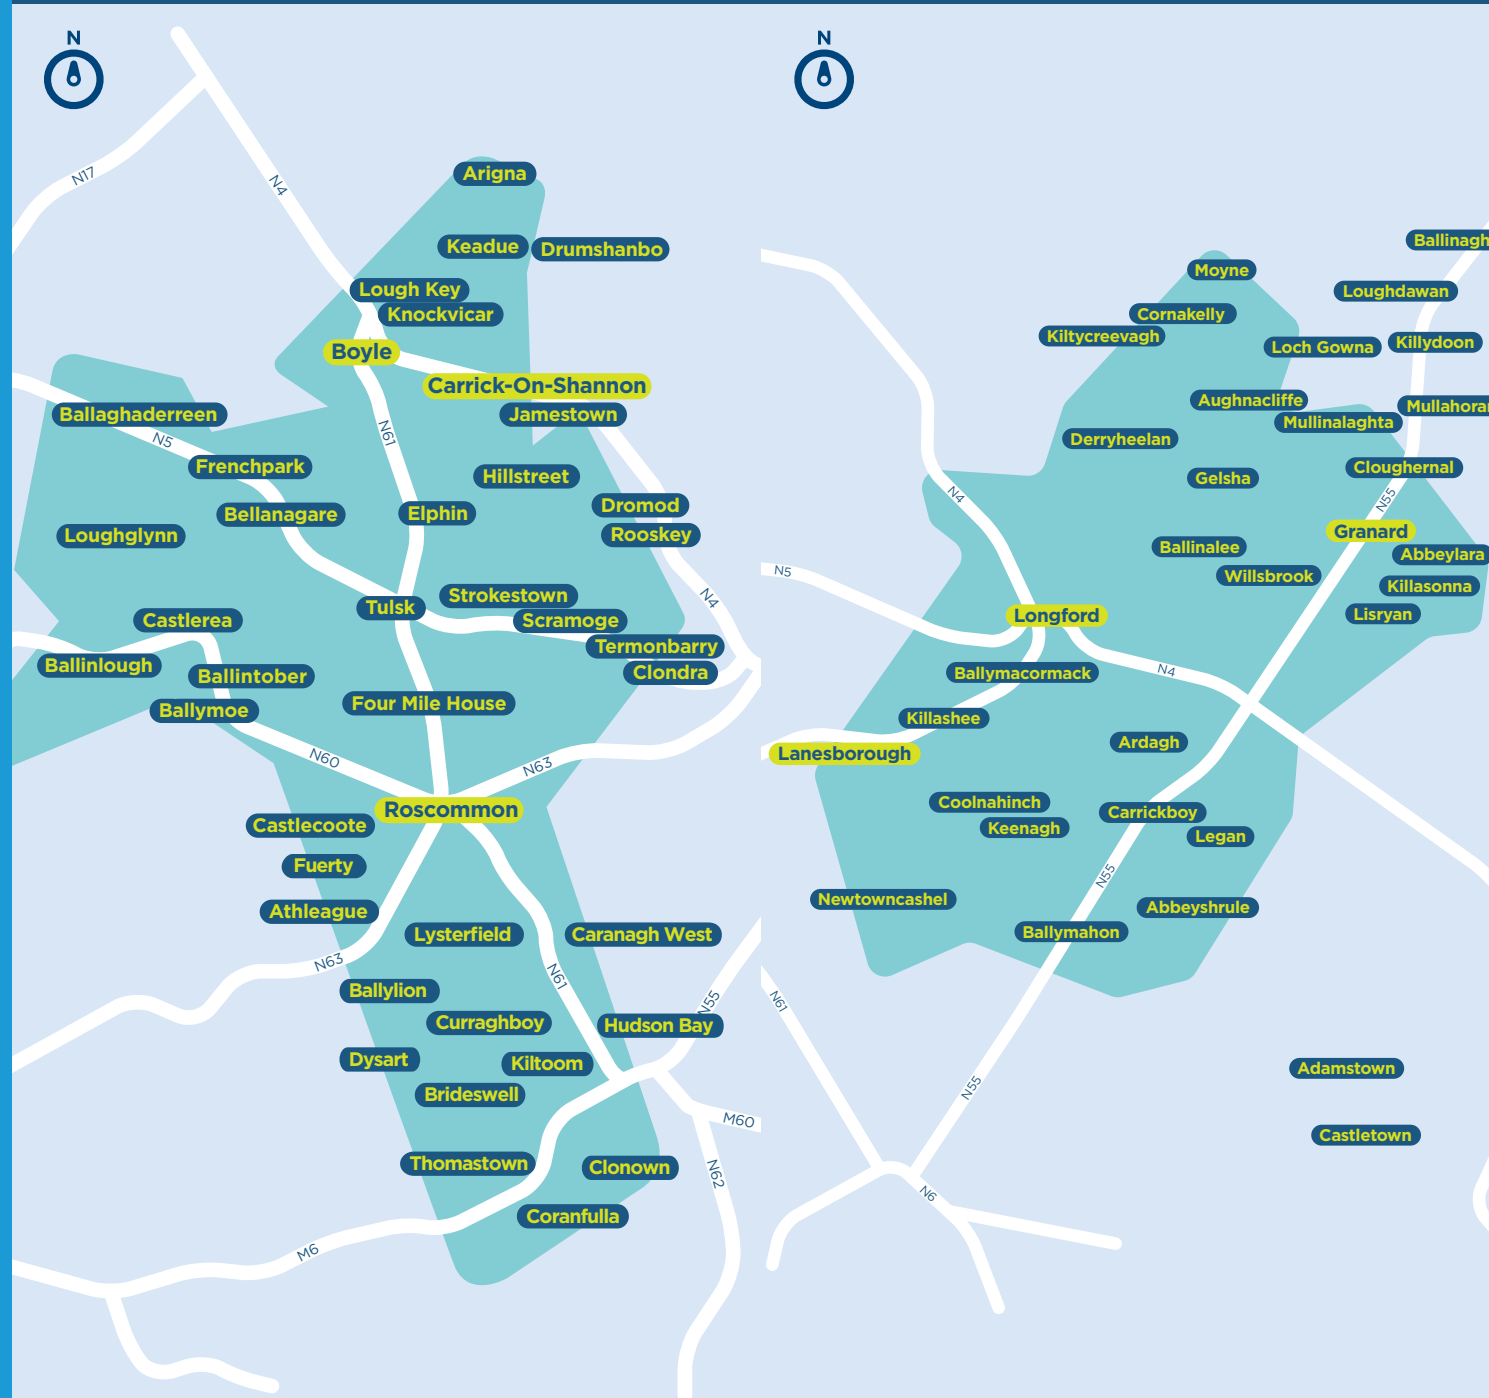 N
N17
N4
Arigna
Keadue
Drumshanbo
Lough Key
Knockvicar
Boyle
Carrick-On-Shannon
Jamestown
Ballaghaderreen
N5
N61
Frenchpark
Hillstreet
Bellanagare
Elphin
Dromod
Loughglynn
Rooskey
Strokestown
N4
Tulsk
Castlerea
Scramoge
Termonbarry
Ballinlough
Ballintober
Clondra
Ballymoe
Four Mile House
N60
N63
Roscommon
Castlecoote
Fuerty
Athleague
Lysterfield
Caranagh West
N63
N61
Ballylion
N55
Curraghboy
Hudson Bay
Dysart
Kiltoom
Brideswell
M60
Thomastown
Clonown
N62
Coranfulla
M6
N
Ballinagh
Moyne
Loughdawan
Cornakelly
Kiltycreevagh
Loch Gowna
Killydoon
Aughnacliffe
Mullahoran
Mullinalaghta
Derryheelan
Cloughernal
Gelsha
N4
N55
Granard
Ballinalee
Abbeylara
N5
Willsbrook
Killasonna
Longford
Lisryan
Ballymacormack
N4
Killashee
Ardagh
Lanesborough
Coolnahinch
Carrickboy
Keenagh
Legan
N55
Newtowncashel
Abbeyshrule
Ballymahon
N61
Adamstown
N55
Castletown
N6